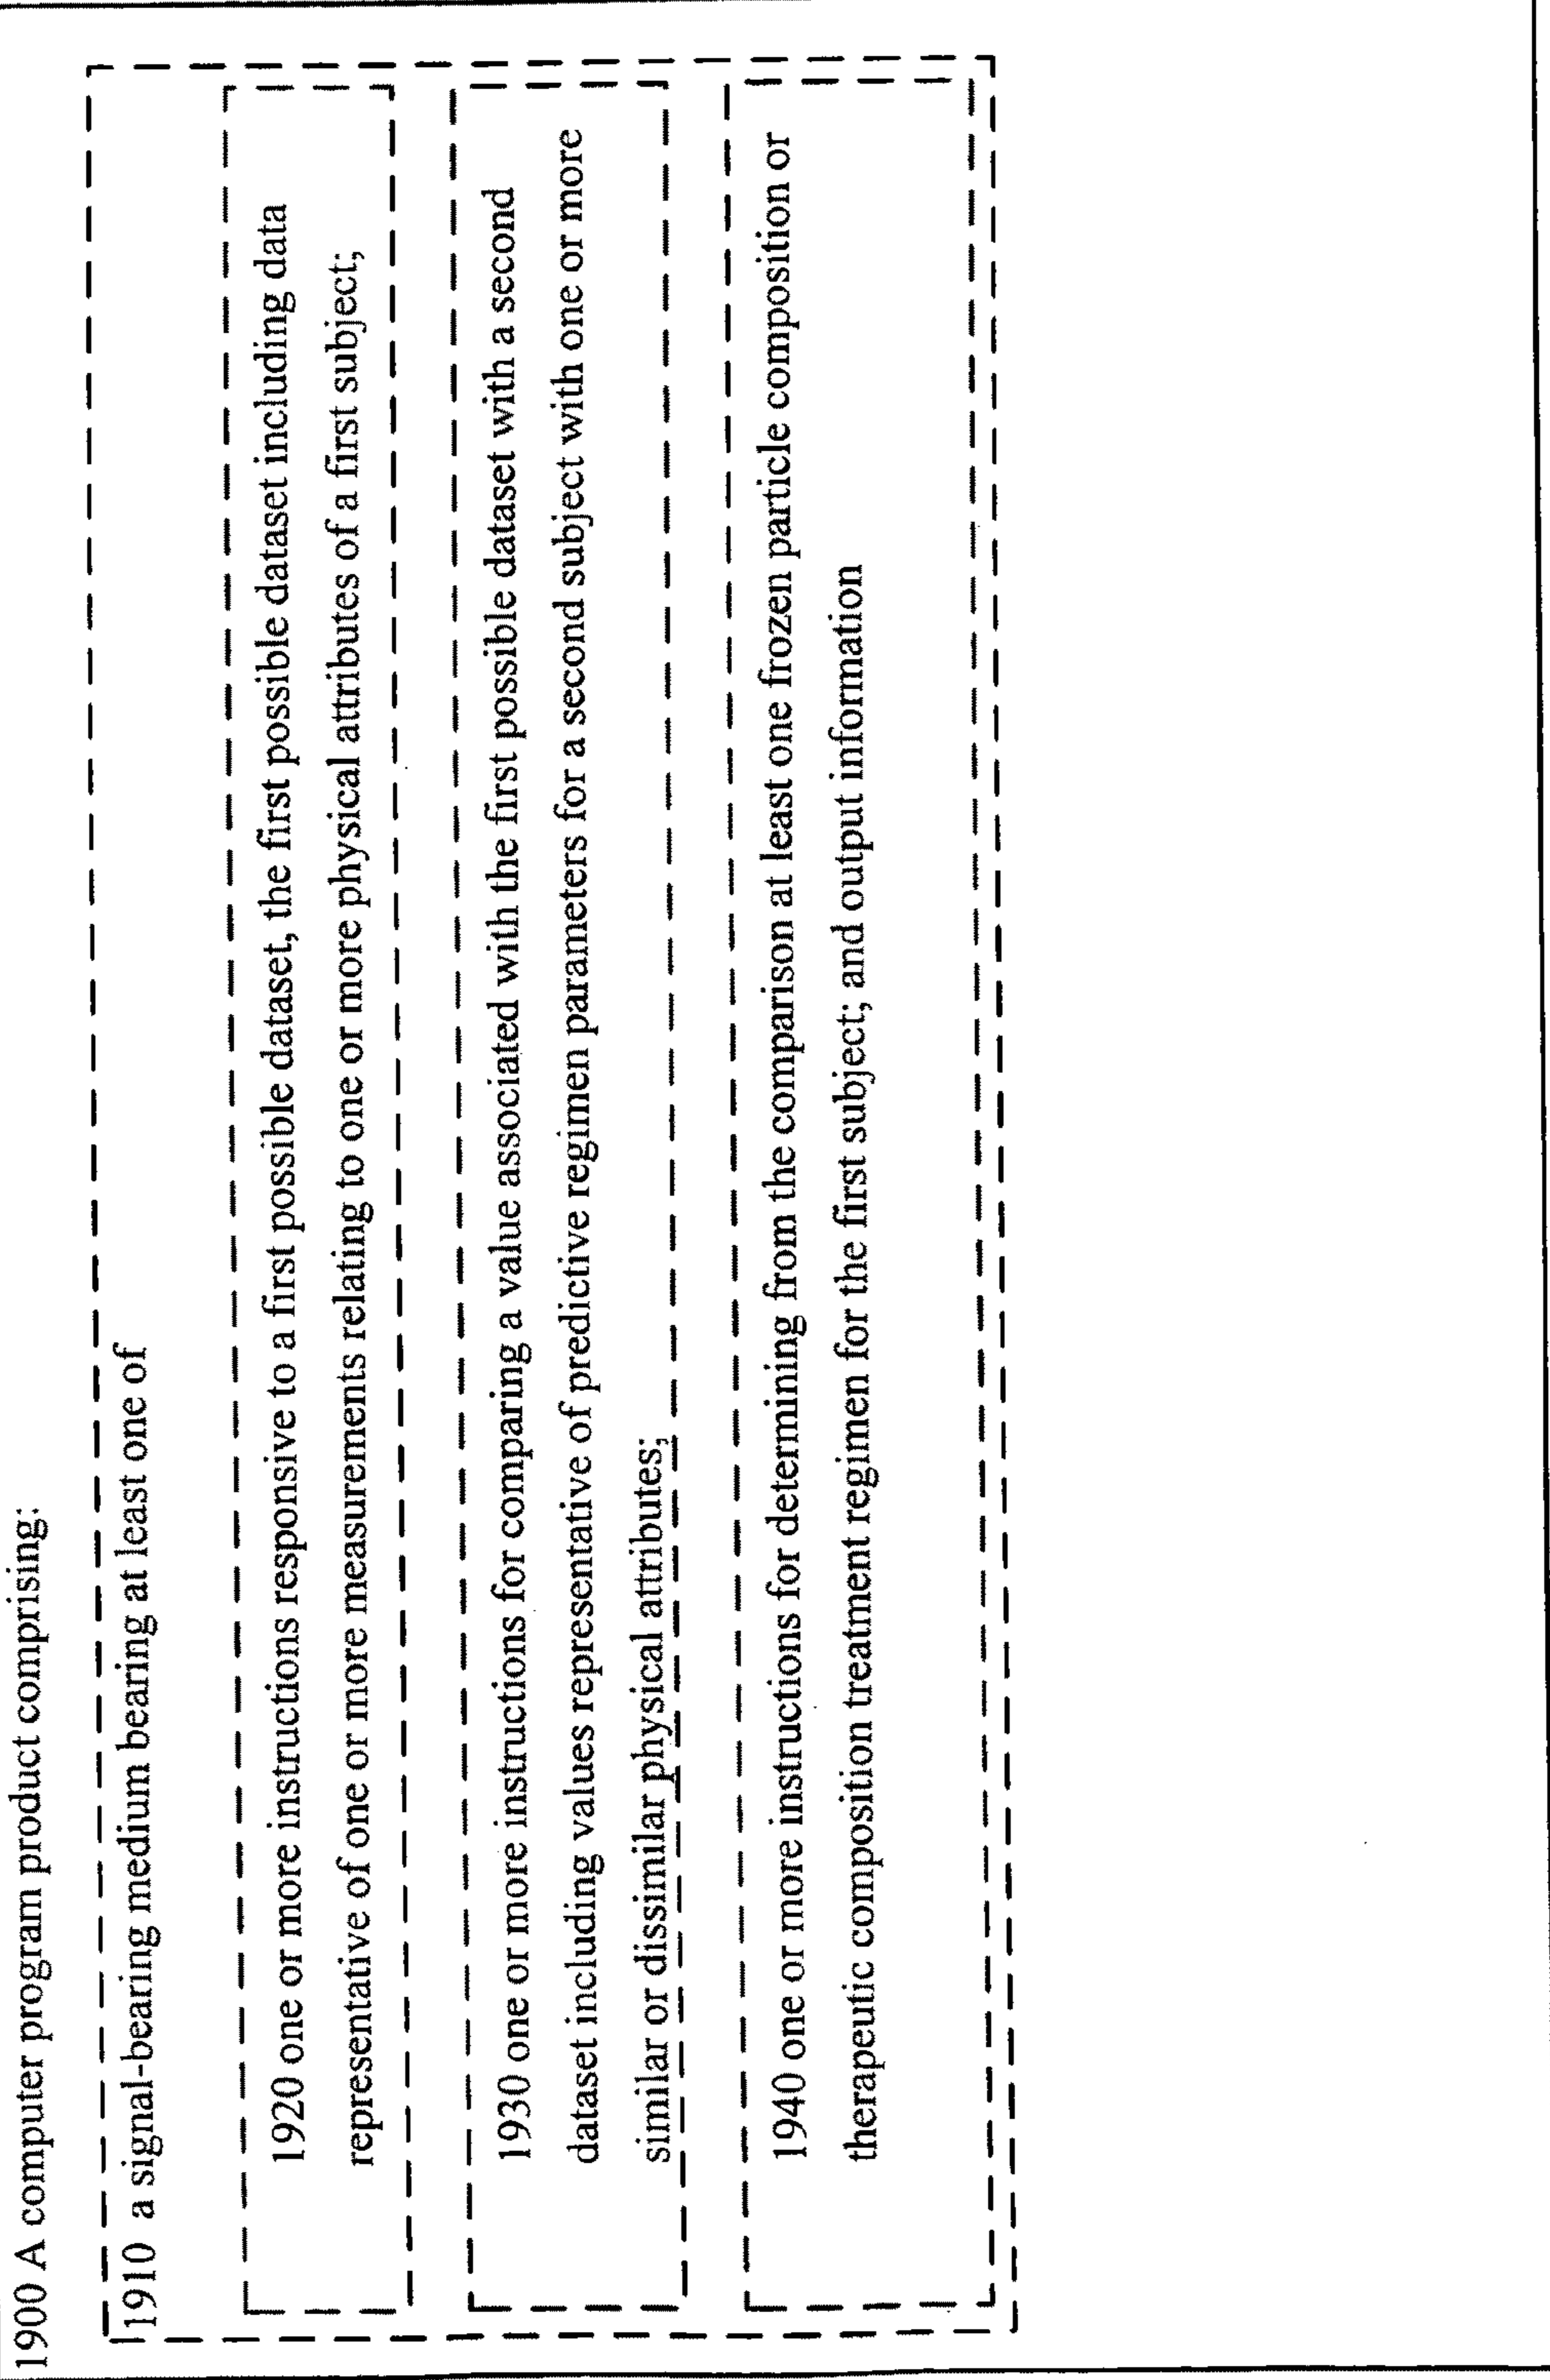 1900 A computer program product comprising:
1910 a signal-bearing medium bearing at least one of
1920 one or more instructions responsive to a first possible dataset, the first possible dataset including data
representative of one or more measurements relating to one or more physical attributes of a first subject;
1930 one or more instructions for comparing a value associated with the first possible dataset with a second
dataset including values representative of predictive regimen parameters for a second subject with one or more
similar or dissimilar physical attributes;
1940 one or more instructions for determining from the comparison at least one frozen particle composition or
therapeutic composition treatment regimen for the first subject; and output information